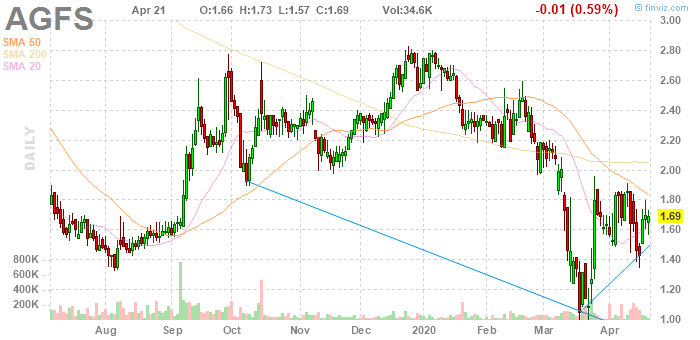 AGFS Apr 21 O:1.66 H:1.73 L:1.57 C:1.69 Vol:34.6K -0.01 (0.59%) © finviz.com
SMA 50
SMA 200
SMA 20
DAILY
3.00
2.80
2.60
2.40
2.20
2.00
1.80
1.69
1.60
1.40
1.20
1.00
800K
600K
400K
200K
Aug Sep Oct Nov Dec 2020 Feb Mar Apr